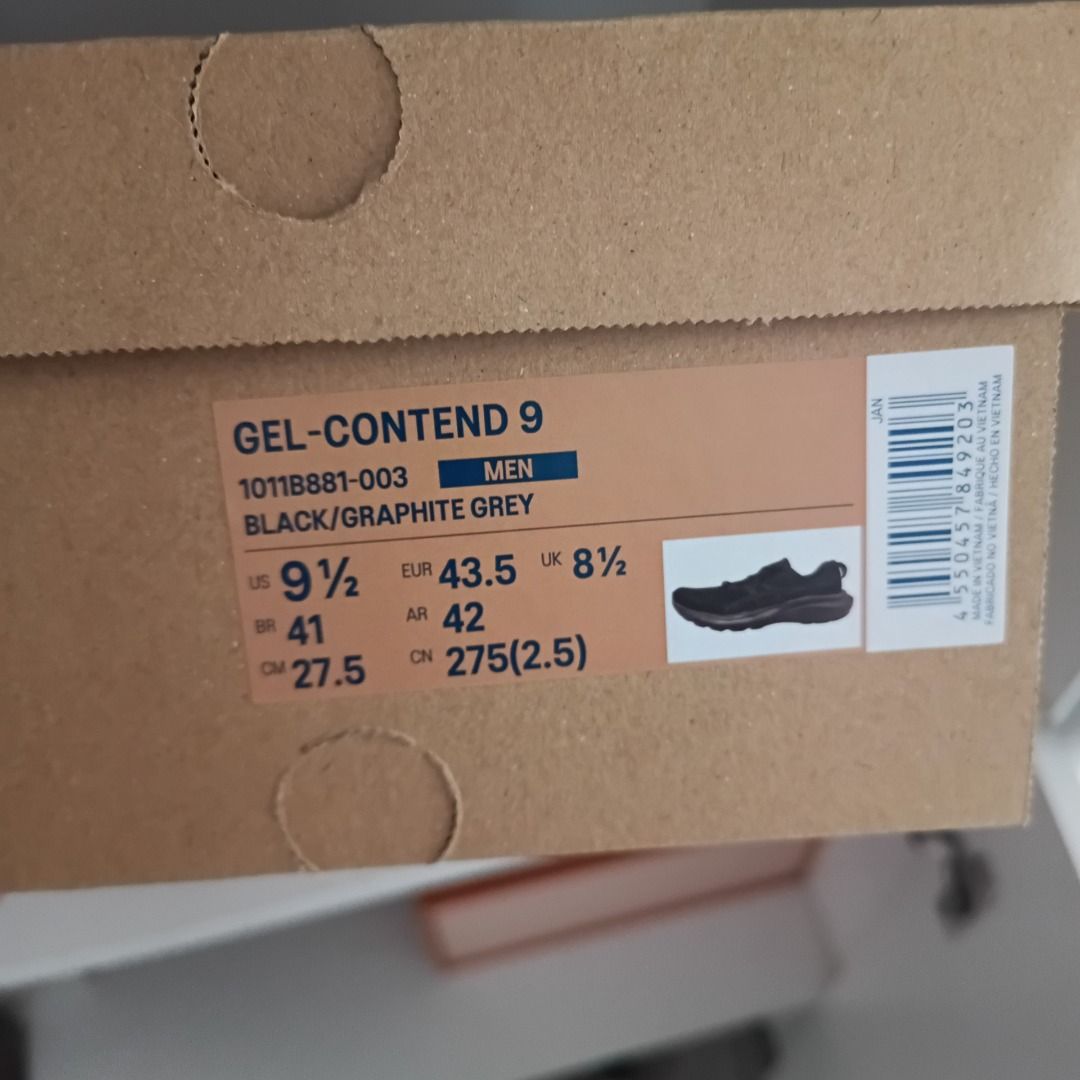 GEL-CONTEND 9
1011B881-003 MEN
BLACK/GRAPHITE GREY
US 9½ EUR 43.5 UK 8½
BR 41 AR 42
CM 27.5 CN 275(2.5)
JAN
4 550457 849203
MADE IN VIETNAM / FABRIQUE AU VIETNAM
FABRICADO NO VIETNÃ / HECHO EN VIETNAM